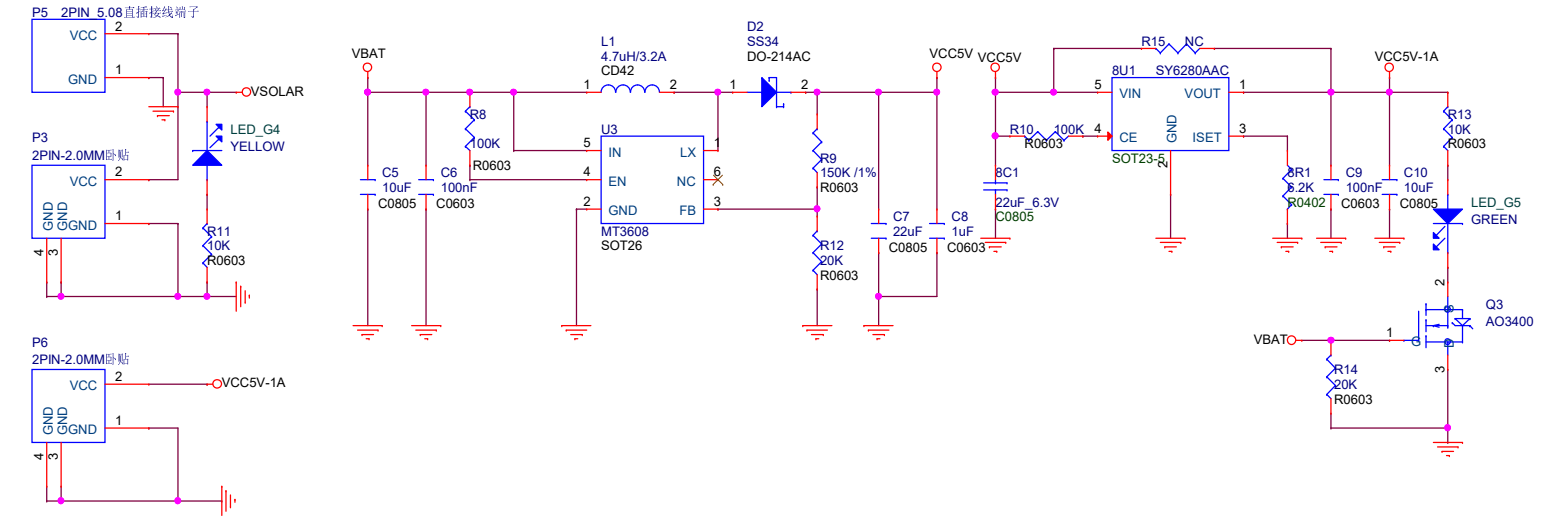 P5 2PIN_5.08直插接线端子
VCC
2
GND
1
VSOLAR
LED_G4
YELLOW
P3
2PIN-2.0MM卧贴
VCC
2
GND
GND
GND
1
4
3
R11
10K
R0603
P6
2PIN-2.0MM卧贴
VCC
2
VCC5V-1A
GND
GND
GND
1
4
3
VBAT
L1
4.7uH/3.2A
CD42
1
2
D2
SS34
DO-214AC
1
2
VCC5V
R8
100K
R0603
C5
10uF
C0805
C6
100nF
C0603
U3
5
IN
LX
1
4
EN
NC
6
2
GND
FB
3
MT3608
SOT26
R9
150K /1%
R0603
R12
20K
R0603
C7
22uF
C0805
C8
1uF
C0603
VCC5V
R15
NC
8U1
SY6280AAC
5
VIN
VOUT
1
4
CE
GND
ISET
3
2
SOT23-5
R10
100K
R0603
8C1
22uF_6.3V
C0805
8R1
6.2K
R0402
C9
100nF
C0603
C10
10uF
C0805
VCC5V-1A
R13
10K
R0603
LED_G5
GREEN
2
Q3
AO3400
VBAT
1
G
3
R14
20K
R0603